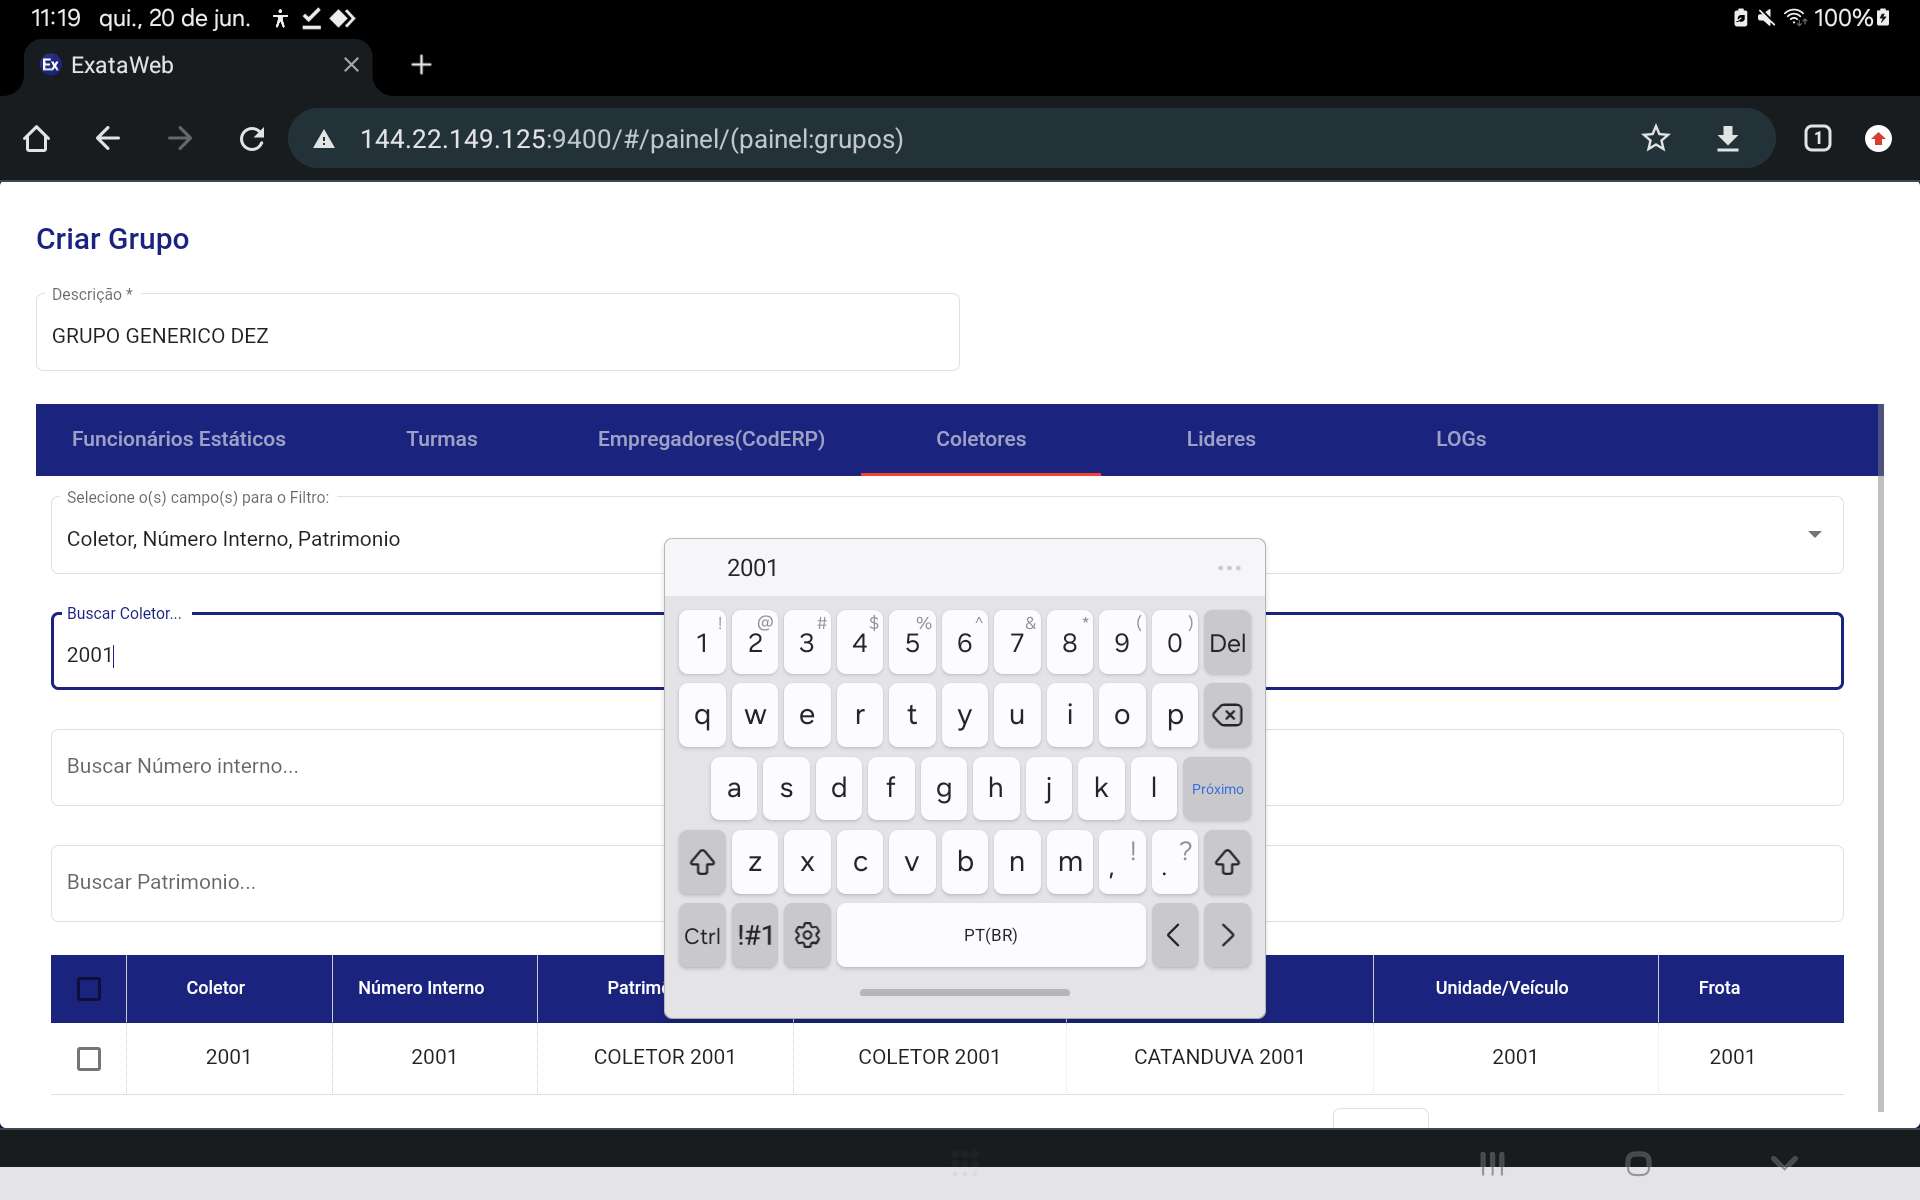 11:19 qui., 20 de jun. 100%
Ex ExataWeb
144.22.149.125:9400/#/painel/(painel:grupos) 1
Criar Grupo
Descrição *
GRUPO GENERICO DEZ
Funcionários Estáticos Turmas Empregadores(CodERP) Coletores Lideres LOGs
Selecione o(s) campo(s) para o Filtro:
Coletor, Número Interno, Patrimonio
Buscar Coletor...
2001
Buscar Número interno...
Buscar Patrimonio...
2001 ...
! @ # $ % ^ & * ( )
1 2 3 4 5 6 7 8 9 0 Del
q w e r t y u i o p
a s d f g h j k l Próximo
z x c v b n m , ! . ?
Ctrl !#1 PT(BR) < >
Coletor Número Interno Unidade/Veículo Frota
2001 2001 COLETOR 2001 COLETOR 2001 CATANDUVA 2001 2001 2001